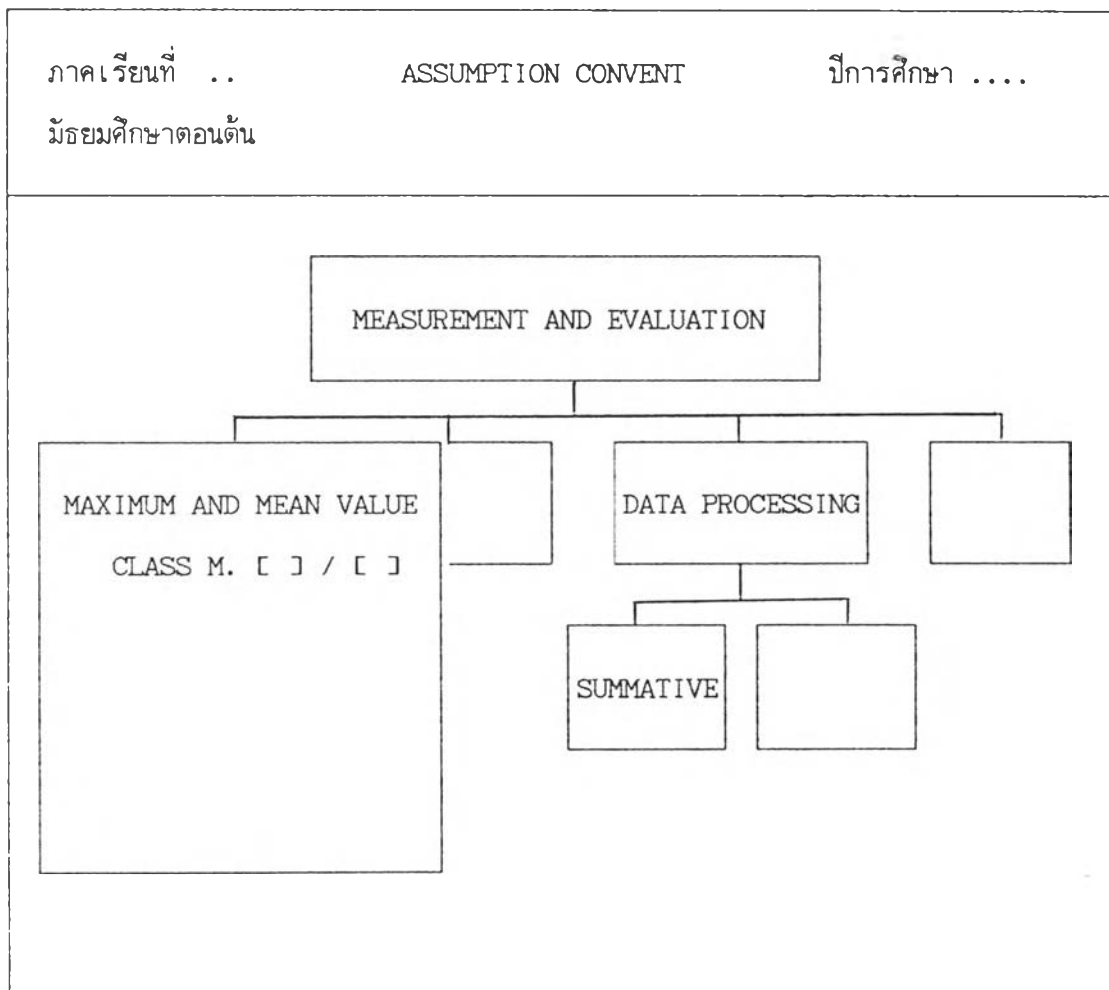 ภาคเรียนที่ .. ASSUMPTION CONVENT ปีการศึกษา ....
มัธยมศึกษาตอนต้น
MEASUREMENT AND EVALUATION
MAXIMUM AND MEAN VALUE
CLASS M. [ ] / [ ]
DATA PROCESSING
SUMMATIVE